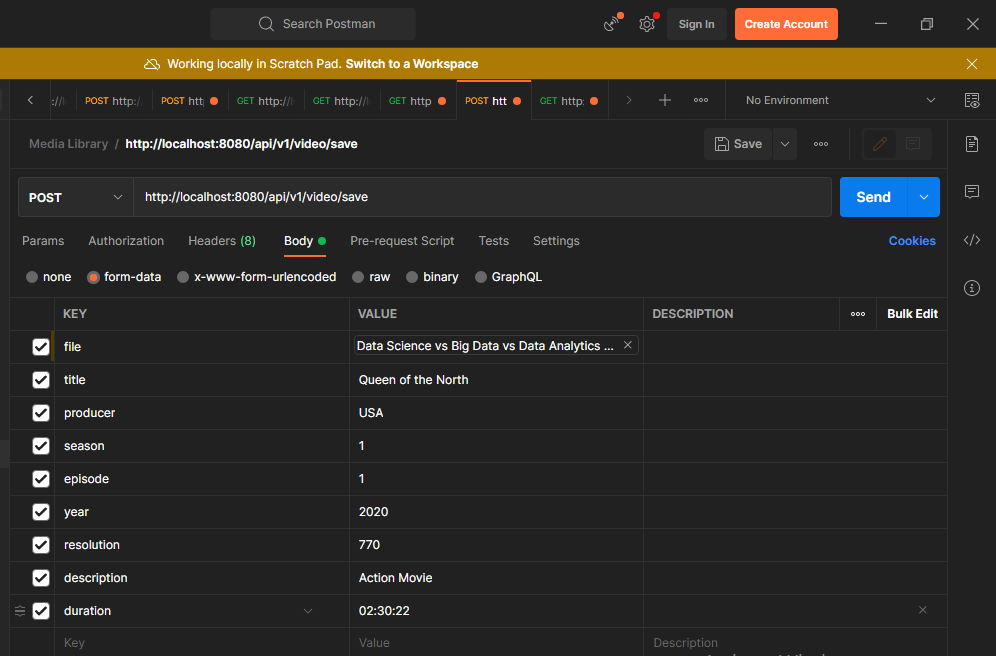 Search Postman
Sign In
Create Account
Working locally in Scratch Pad. Switch to a Workspace
POST http:/
POST htt
GET http://
GET http://
GET http
POST htt
GET http:
No Environment
Media Library / http://localhost:8080/api/v1/video/save
Save
POST
http://localhost:8080/api/v1/video/save
Send
Params Authorization Headers (8) Body Pre-request Script Tests Settings Cookies
none form-data x-www-form-urlencoded raw binary GraphQL
KEY VALUE DESCRIPTION Bulk Edit
file Data Science vs Big Data vs Data Analytics ...
title Queen of the North
producer USA
season 1
episode 1
year 2020
resolution 770
description Action Movie
duration 02:30:22
Key Value Description